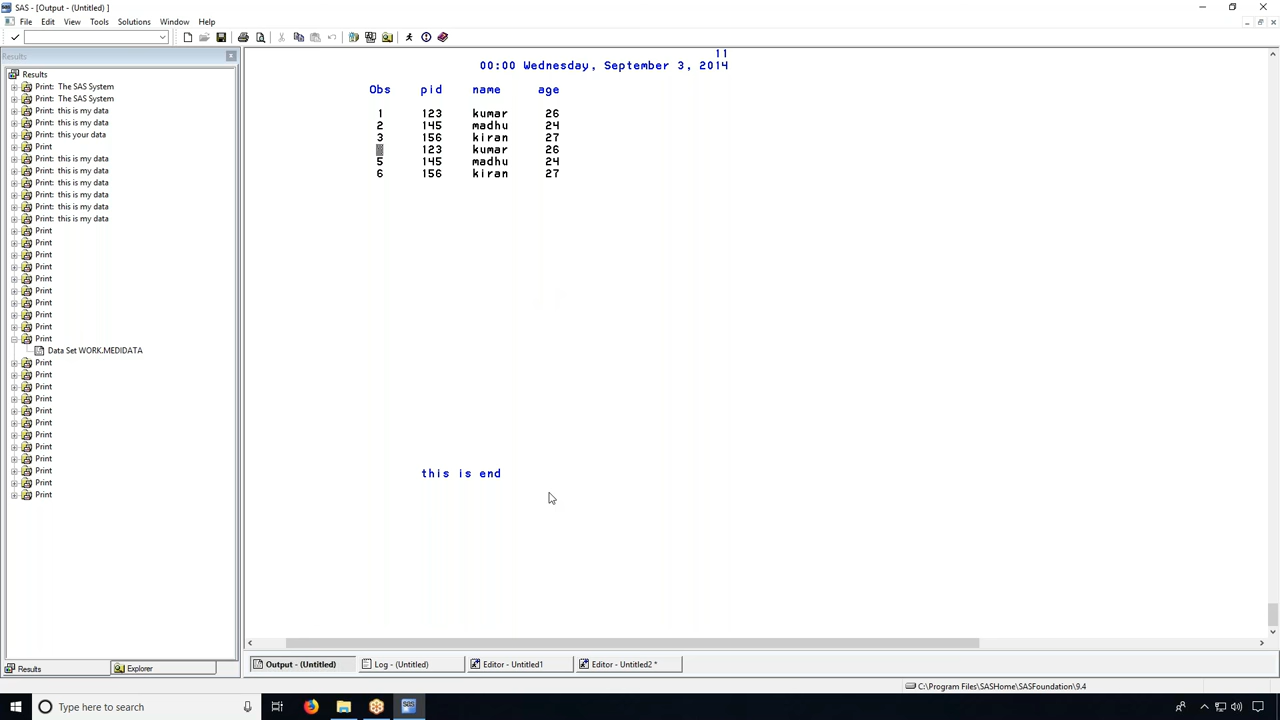 SAS - [Output - (Untitled) ]
File Edit View Tools Solutions Window Help
Results
Results
Print: The SAS System
Print: The SAS System
Print: this is my data
Print: this is my data
Print: this your data
Print
Print: this is my data
Print: this is my data
Print: this is my data
Print: this is my data
Print: this is my data
Print: this is my data
Print
Print
Print
Print
Print
Print
Print
Print
Print
Print
Data Set WORK.MEDIDATA
Print
Print
Print
Print
Print
Print
Print
Print
Print
Print
Print
Print
11
00:00 Wednesday, September 3, 2014
Obs pid name age
1 123 kumar 26
2 145 madhu 24
3 156 kiran 27
123 kumar 26
5 145 madhu 24
6 156 kiran 27
this is end
Results Explorer
Output - (Untitled) Log - (Untitled) Editor - Untitled1 Editor - Untitled2 *
C:\Program Files\SASHome\SASFoundation\9.4
Type here to search
SAS